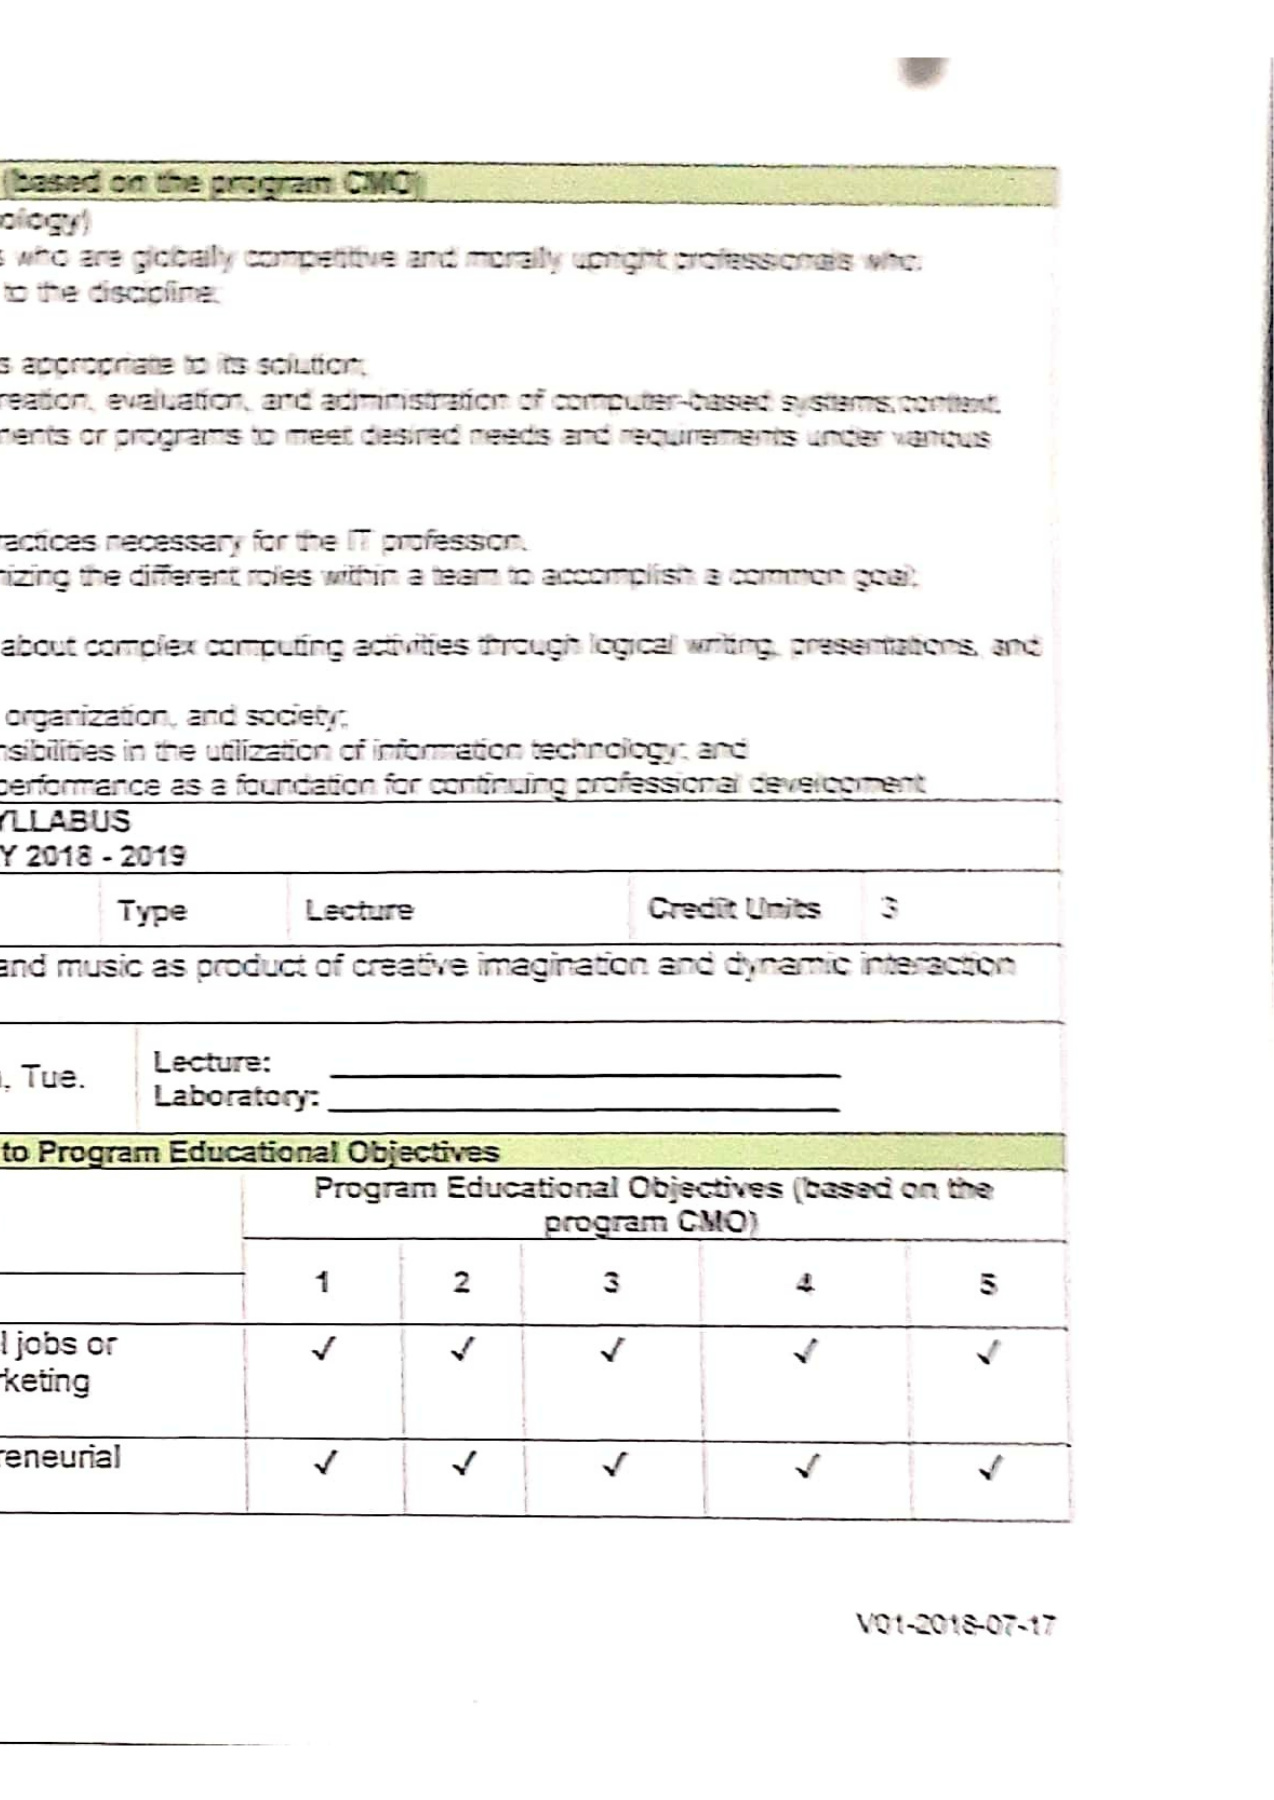 (based on the program CMO)
ology)
s who are globally competitive and morally upright professionals who:
to the discipline;
s appropriate to its solution;
reation, evaluation, and administration of computer-based systems,content,
nents or programs to meet desired needs and requirements under various
ractices necessary for the IT profession.
nizing the different roles within a team to accomplish a common goal;
about complex computing activities through logical writing, presentations, and
organization, and society;
nsibilities in the utilization of information technology; and
performance as a foundation for continuing professional development
YLLABUS
Y 2018 - 2019
Type Lecture Credit Units 3
and music as product of creative imagination and dynamic interaction
, Tue. Lecture:
Laboratory:
to Program Educational Objectives
Program Educational Objectives (based on the
program CMO)
1 2 3 4 5
l jobs or ✓ ✓ ✓ ✓ ✓
rketing
reneurial ✓ ✓ ✓ ✓ ✓
V01-2018-07-17